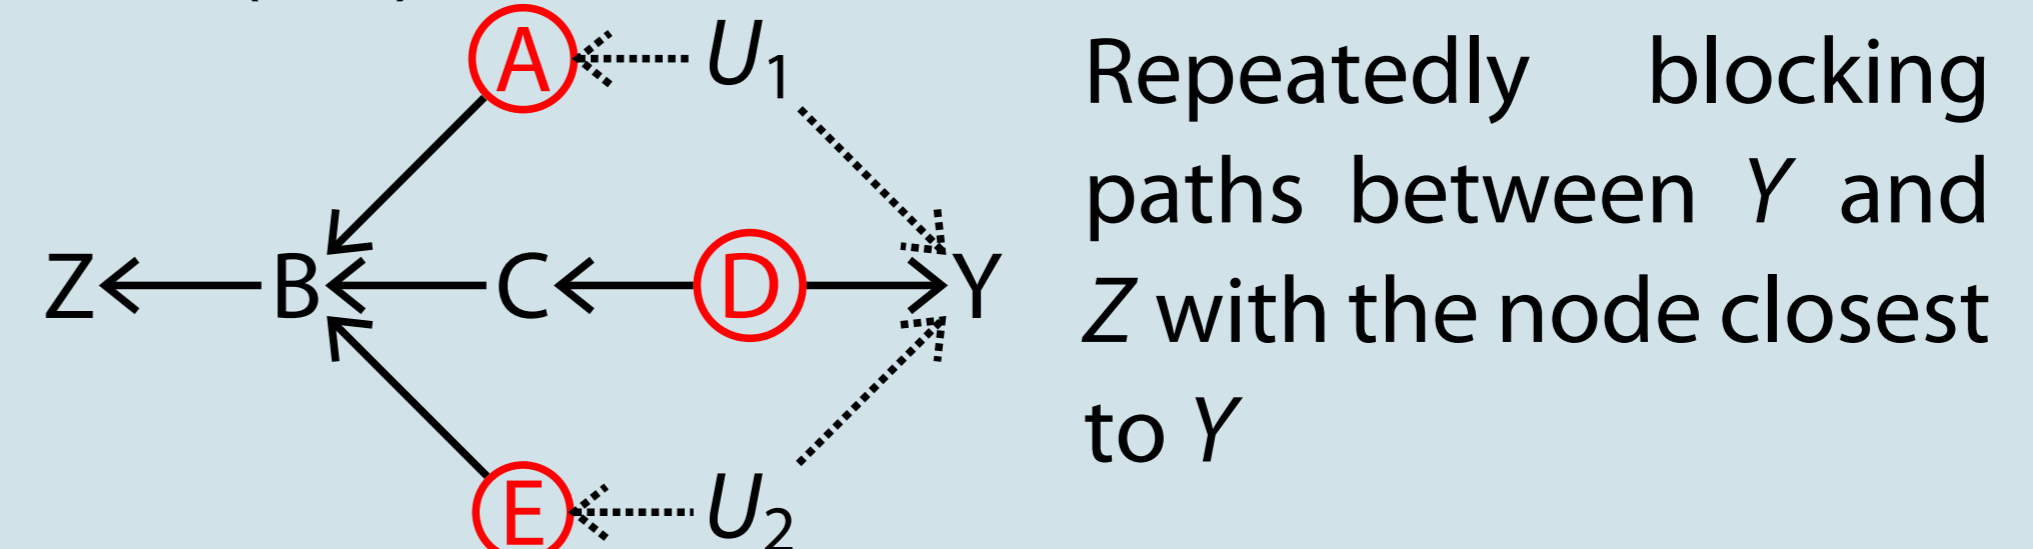 A U1
Repeatedly blocking
paths between Y and
Z B C D Y
Z with the node closest
to Y
E U2